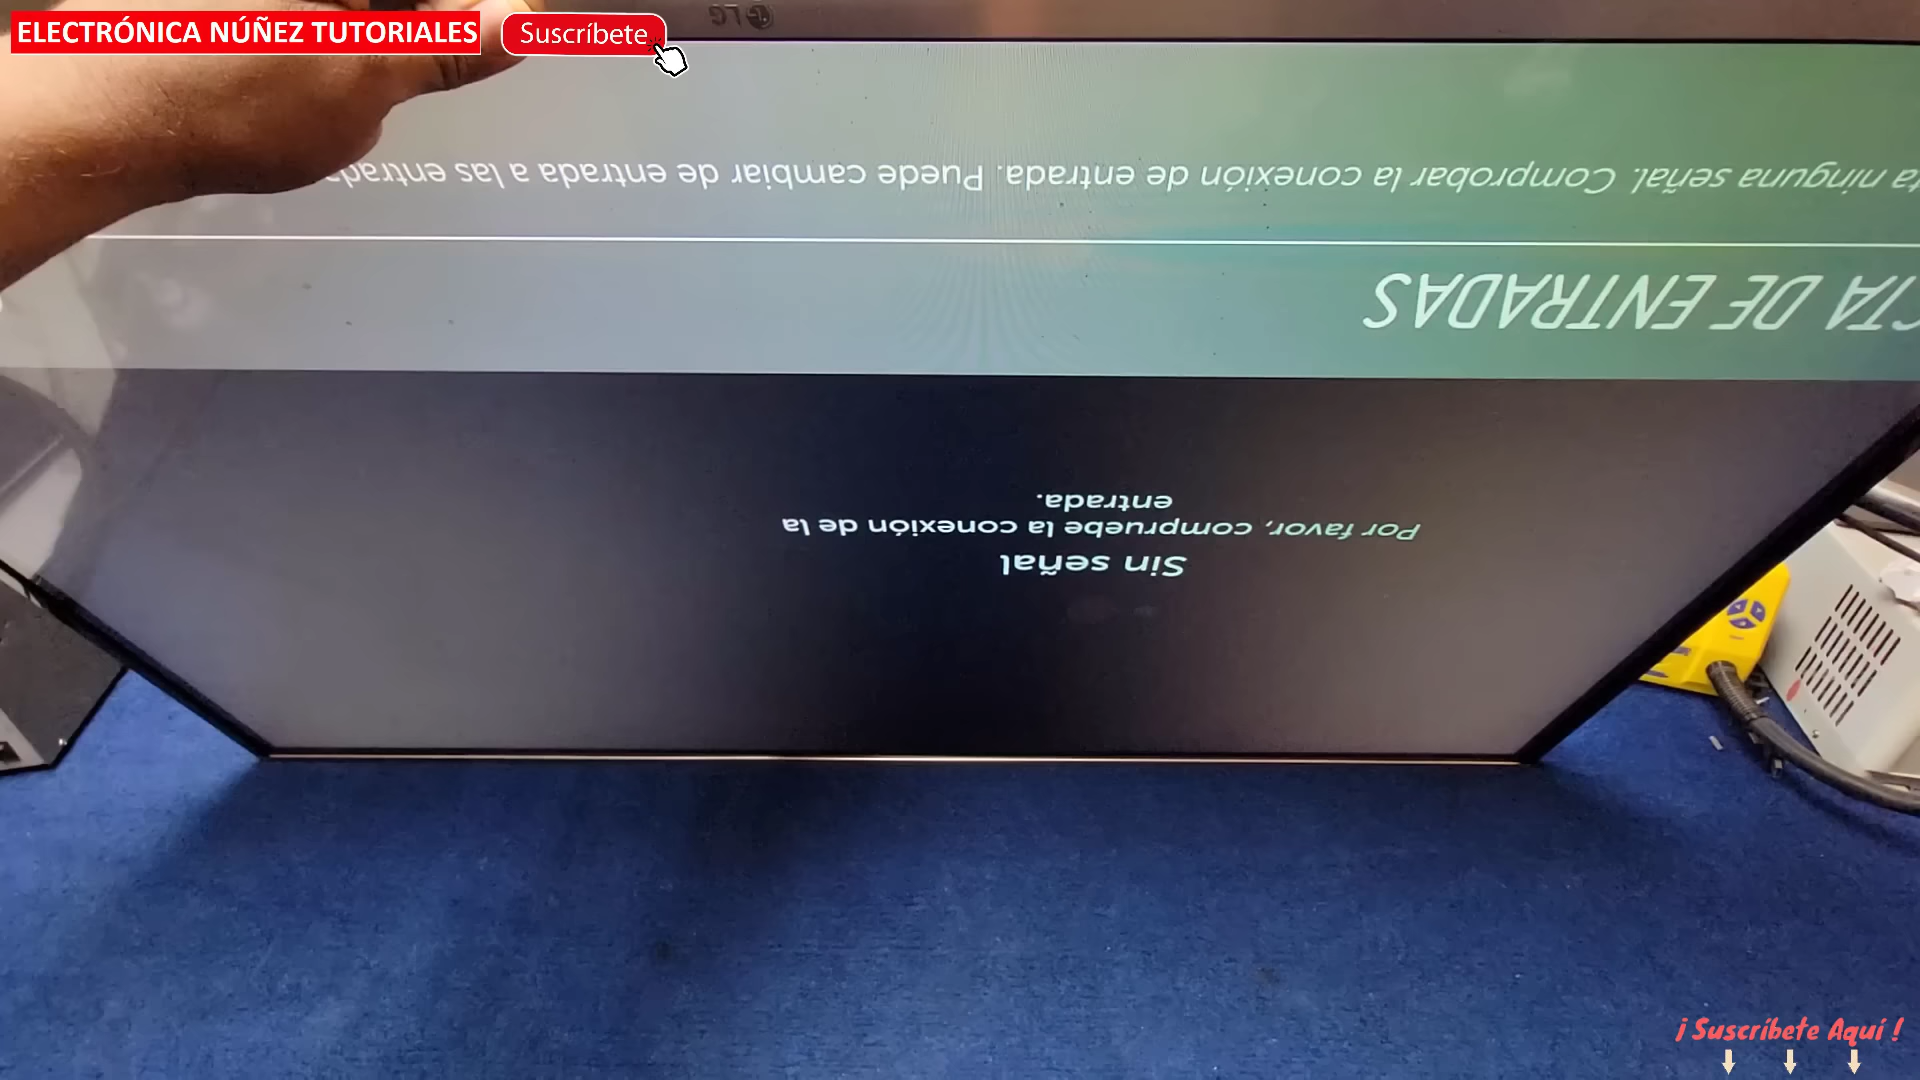 ELECTRÓNICA NÚÑEZ TUTORIALES
Suscríbete
LG
ninguna señal. Comprobar la conexión de entrada. Puede cambiar de entrada a las
DE ENTRADAS
Sin señal
Por favor, compruebe la conexión de la
entrada.
¡ Suscríbete Aquí !